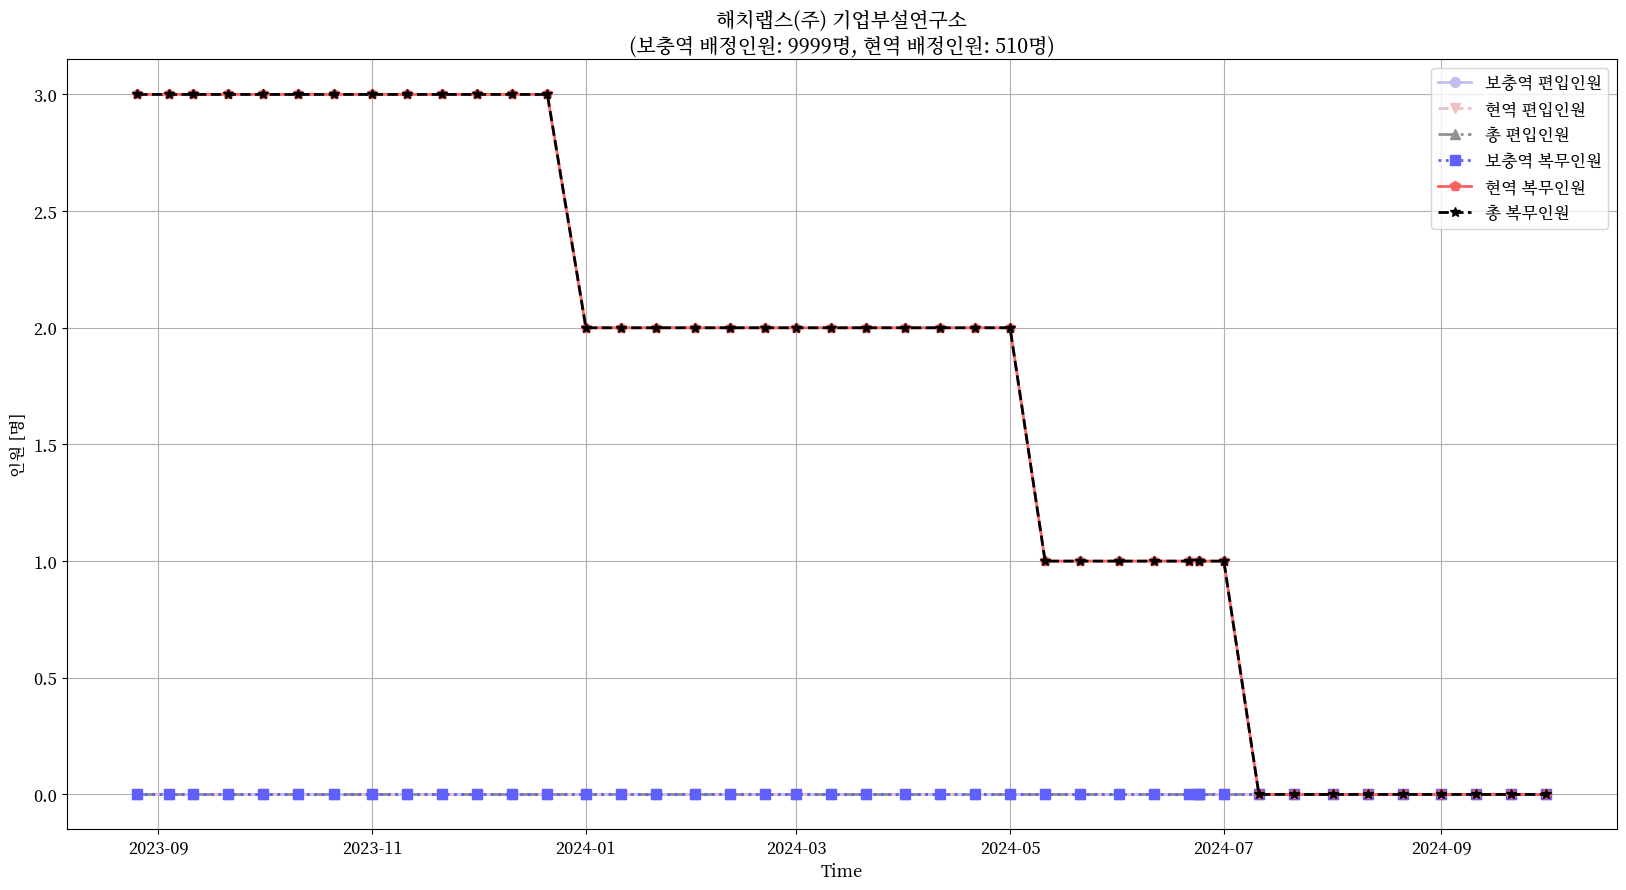 해치랩스(주) 기업부설연구소
(보충역 배정인원: 9999명, 현역 배정인원: 510명)
보충역 편입인원
현역 편입인원
총 편입인원
보충역 복무인원
현역 복무인원
총 복무인원
인원 [명]
3.0
2.5
2.0
1.5
1.0
0.5
0.0
2023-09
2023-11
2024-01
2024-03
2024-05
2024-07
2024-09
Time